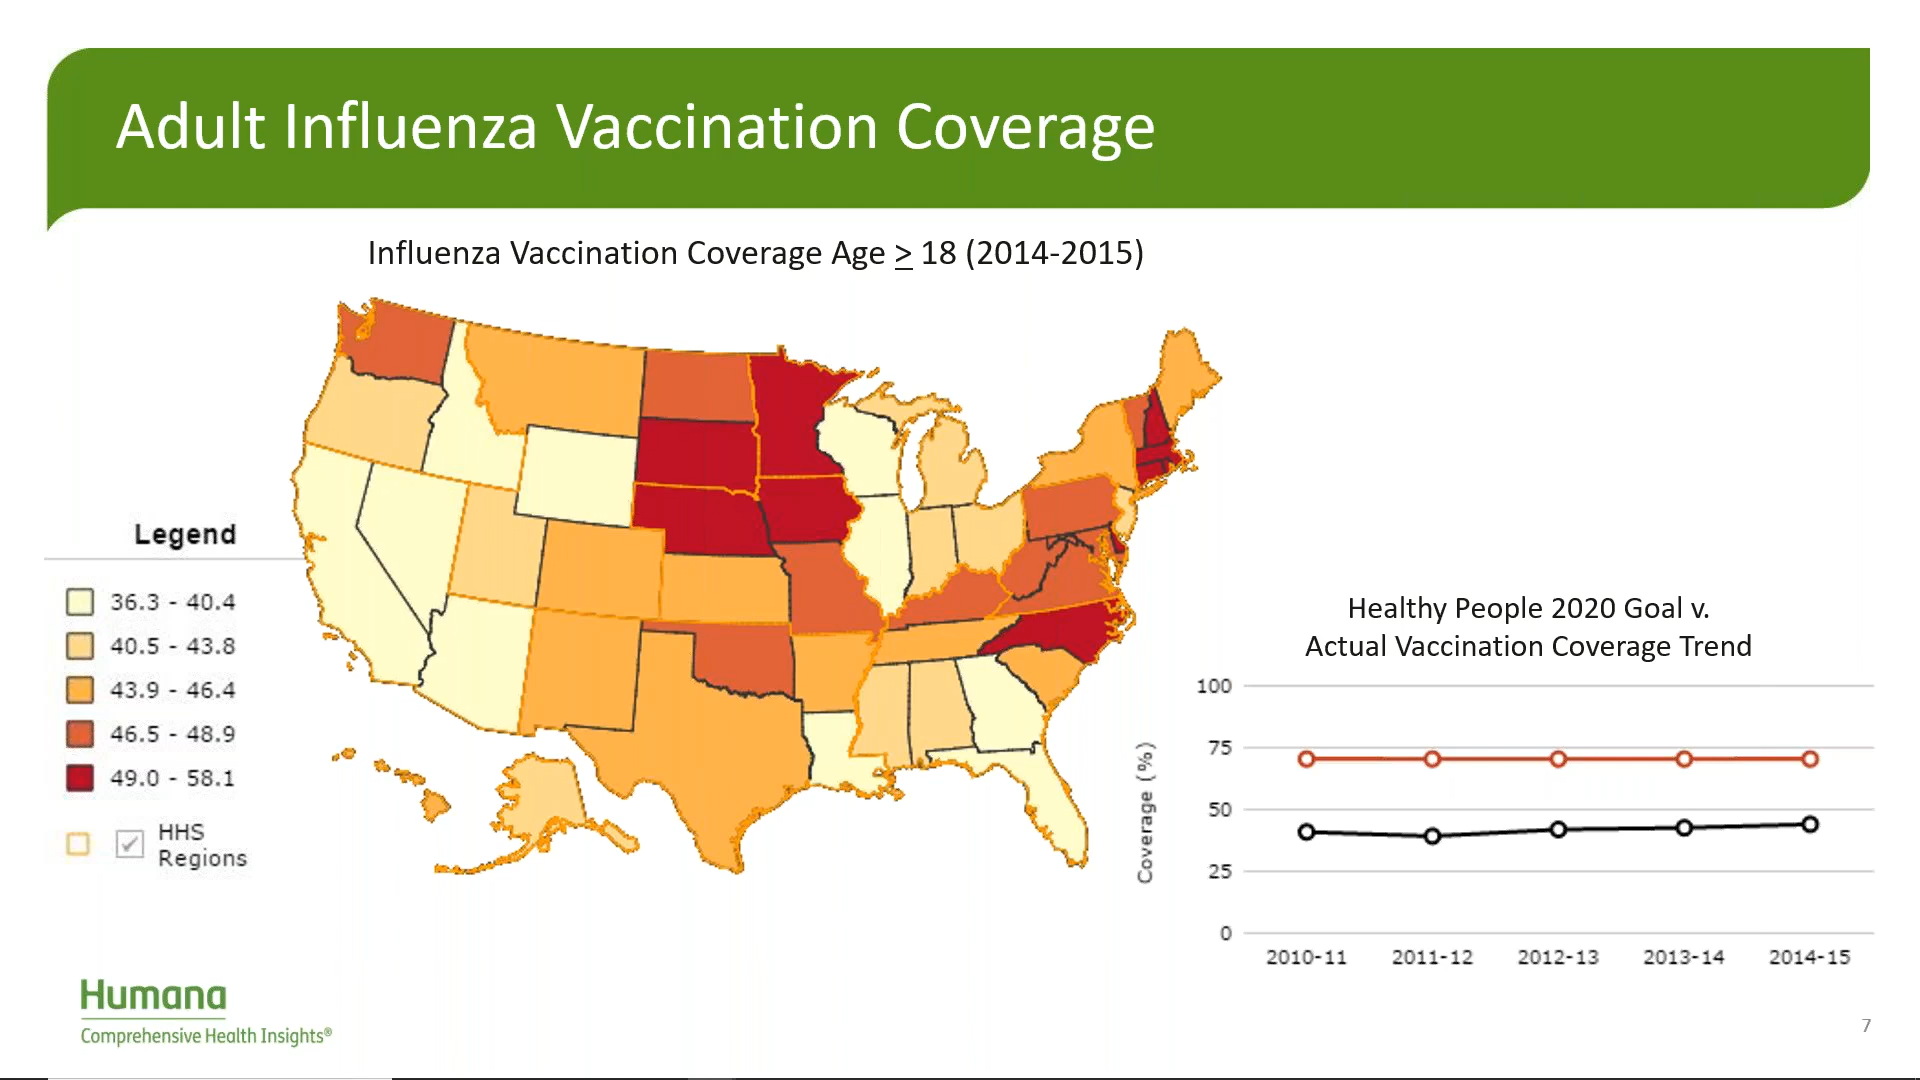 Adult Influenza Vaccination Coverage
Influenza Vaccination Coverage Age ≥ 18 (2014-2015)
Legend
36.3 - 40.4
40.5 - 43.8
43.9 - 46.4
46.5 - 48.9
49.0 - 58.1
HHS
Regions
Healthy People 2020 Goal v.
Actual Vaccination Coverage Trend
Coverage (%)
100
75
50
25
0
2010-11 2011-12 2012-13 2013-14 2014-15
Humana
Comprehensive Health Insights®
7